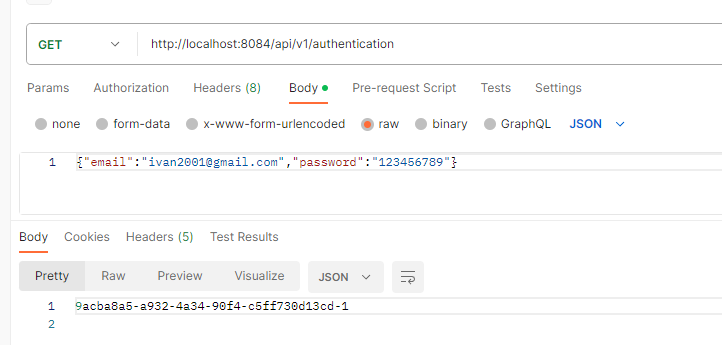 GET http://localhost:8084/api/v1/authentication
Params Authorization Headers (8) Body Pre-request Script Tests Settings
none form-data x-www-form-urlencoded raw binary GraphQL JSON
1 {"email":"ivan2001@gmail.com","password":"123456789"}
Body Cookies Headers (5) Test Results
Pretty Raw Preview Visualize JSON
1 9acba8a5-a932-4a34-90f4-c5ff730d13cd-1
2